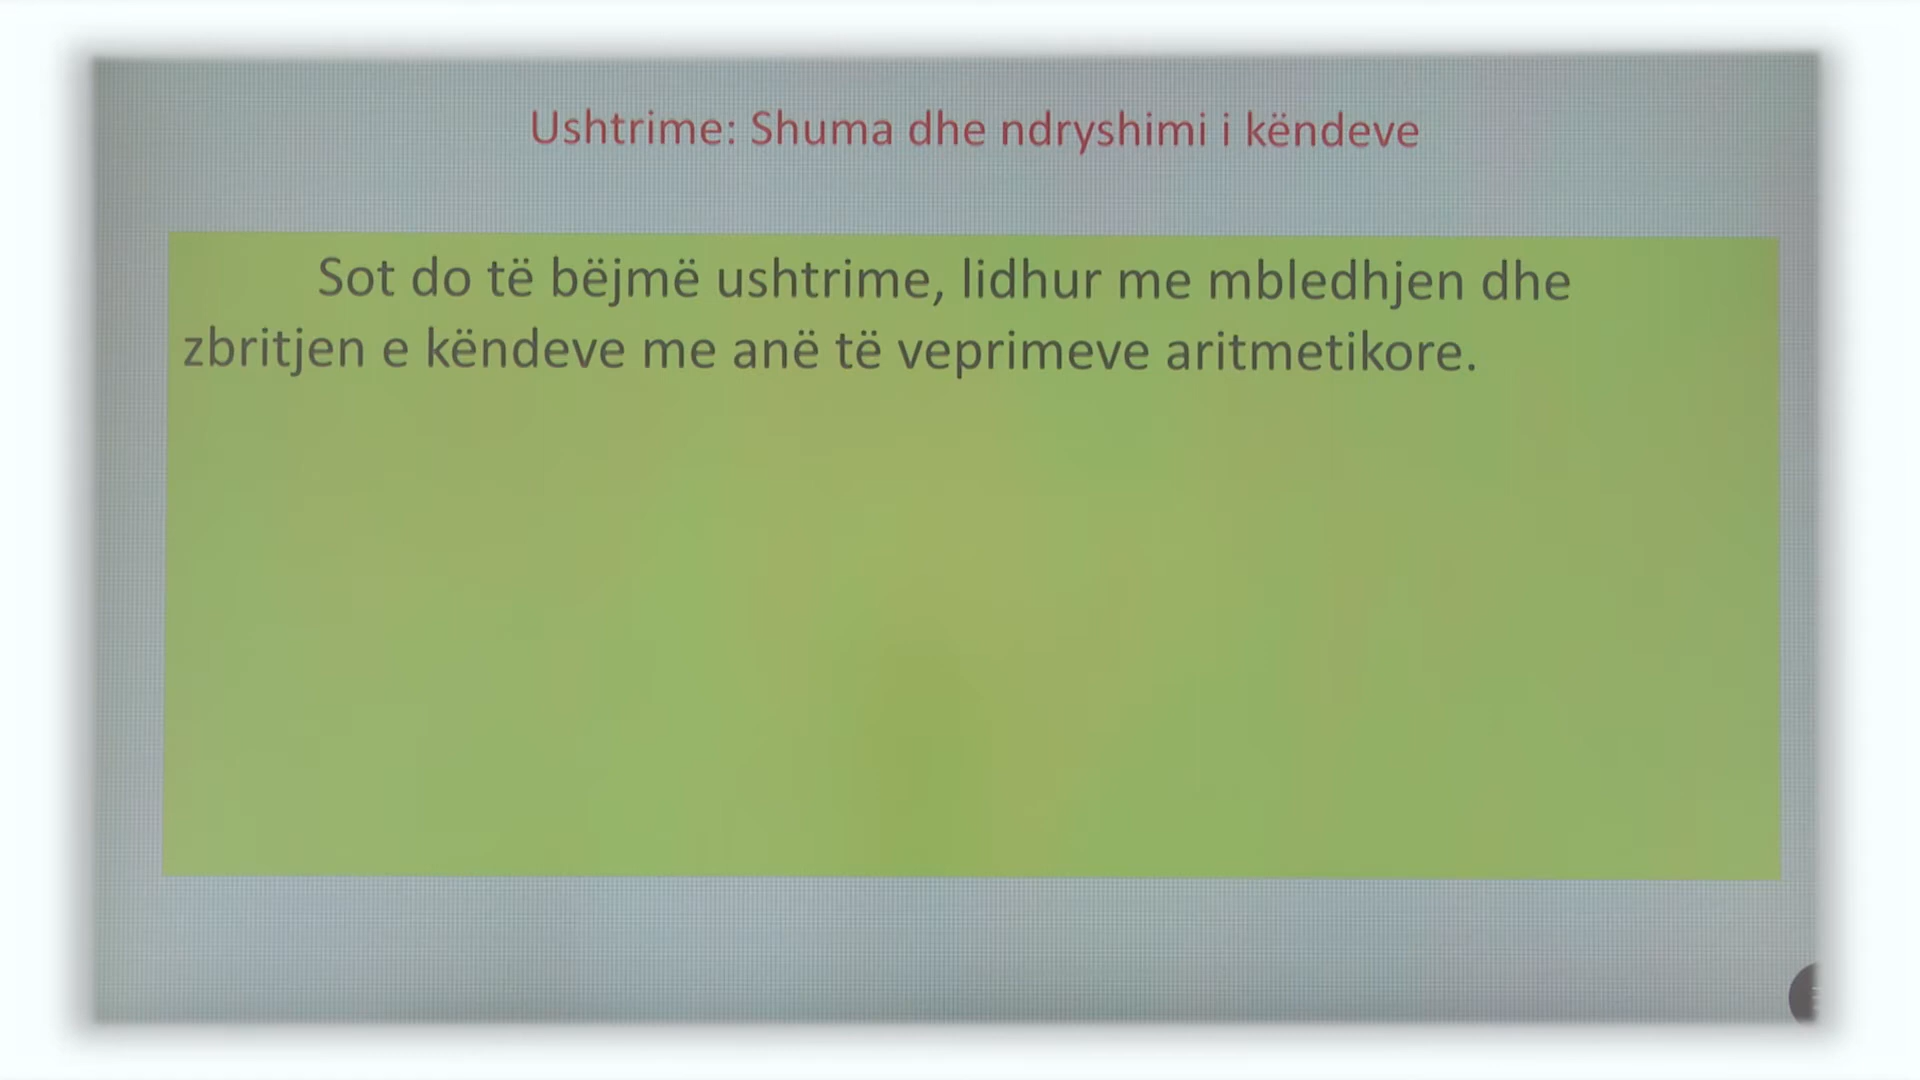 Ushtrime: Shuma dhe ndryshimi i këndeve
Sot do të bëjmë ushtrime, lidhur me mbledhjen dhe
zbritjen e këndeve me anë të veprimeve aritmetikore.